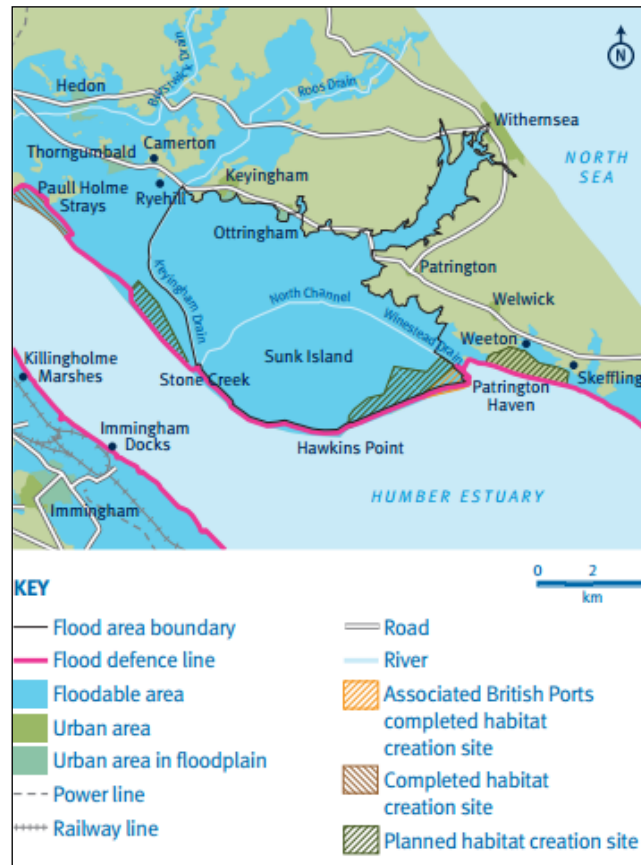 N
Hedon
Burstwick Drain
Roos Drain
Withernsea
Thorngumbald
Camerton
NORTH
SEA
Keyingham
Paull Holme
Strays
Ryehill
Ottringham
Patrington
Keyingham Drain
North Channel
Welwick
Winestead Drain
Weeton
Killingholme
Marshes
Sunk Island
Skeffling
Stone Creek
Patrington
Haven
Immingham
Docks
Hawkins Point
HUMBER ESTUARY
Immingham
KEY
0 2
km
Flood area boundary
Flood defence line
Floodable area
Urban area
Urban area in floodplain
Power line
Railway line
Road
River
Associated British Ports
completed habitat
creation site
Completed habitat
creation site
Planned habitat creation site